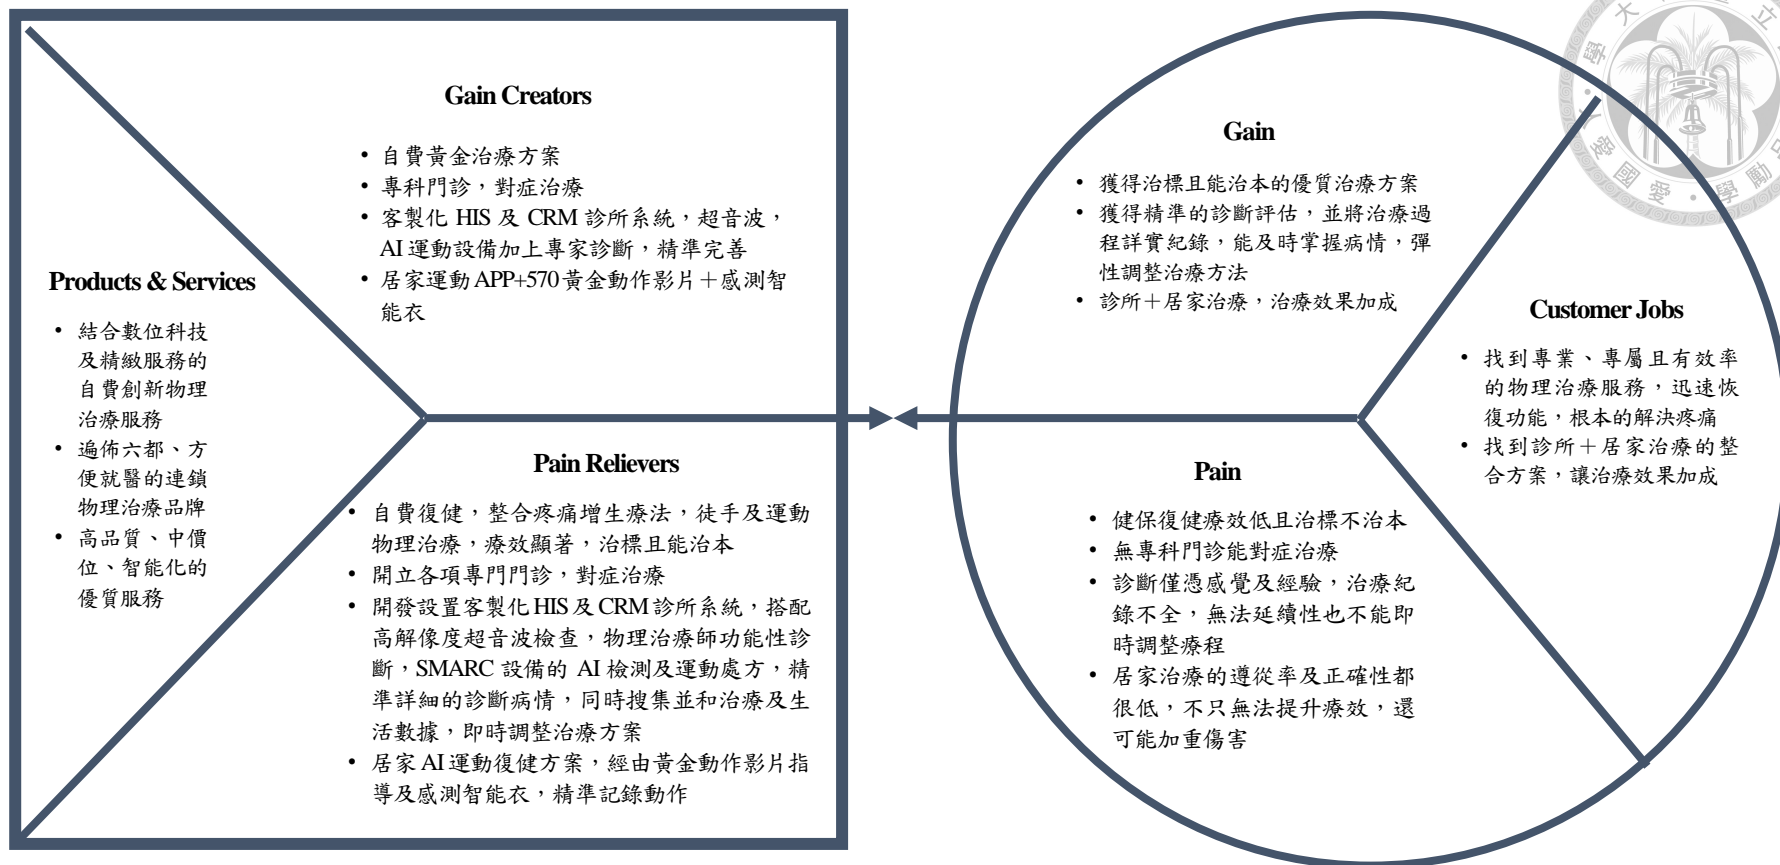 Gain Creators
• 自費黃金治療方案
• 專科門診，對症治療
• 客製化 HIS 及 CRM 診所系統，超音波，
AI 運動設備加上專家診斷，精準完善
• 居家運動 APP+570 黃金動作影片＋感測智
能衣
Products & Services
• 結合數位科技
及精緻服務的
自費創新物理
治療服務
• 遍佈六都、方
便就醫的連鎖
物理治療品牌
• 高品質、中價
位、智能化的
優質服務
Pain Relievers
• 自費復健，整合疼痛增生療法，徒手及運動
物理治療，療效顯著，治標且能治本
• 開立各項專門門診，對症治療
• 開發設置客製化 HIS 及 CRM 診所系統，搭配
高解像度超音波檢查，物理治療師功能性診
斷，SMARC 設備的 AI 檢測及運動處方，精
準詳細的診斷病情，同時搜集並和治療及生
活數據，即時調整治療方案
• 居家 AI 運動復健方案，經由黃金動作影片指
導及感測智能衣，精準記錄動作
Gain
• 獲得治標且能治本的優質治療方案
• 獲得精準的診斷評估，並將治療過
程詳實紀錄，能及時掌握病情，彈
性調整治療方法
• 診所＋居家治療，治療效果加成
Customer Jobs
• 找到專業、專屬且有效率
的物理治療服務，迅速恢
復功能，根本的解決疼痛
• 找到診所＋居家治療的整
合方案，讓治療效果加成
Pain
• 健保復健療效低且治標不治本
• 無專科門診能對症治療
• 診斷僅憑感覺及經驗，治療紀
錄不全，無法延續性也不能即
時調整療程
• 居家治療的遵從率及正確性都
很低，不只無法提升療效，還
可能加重傷害